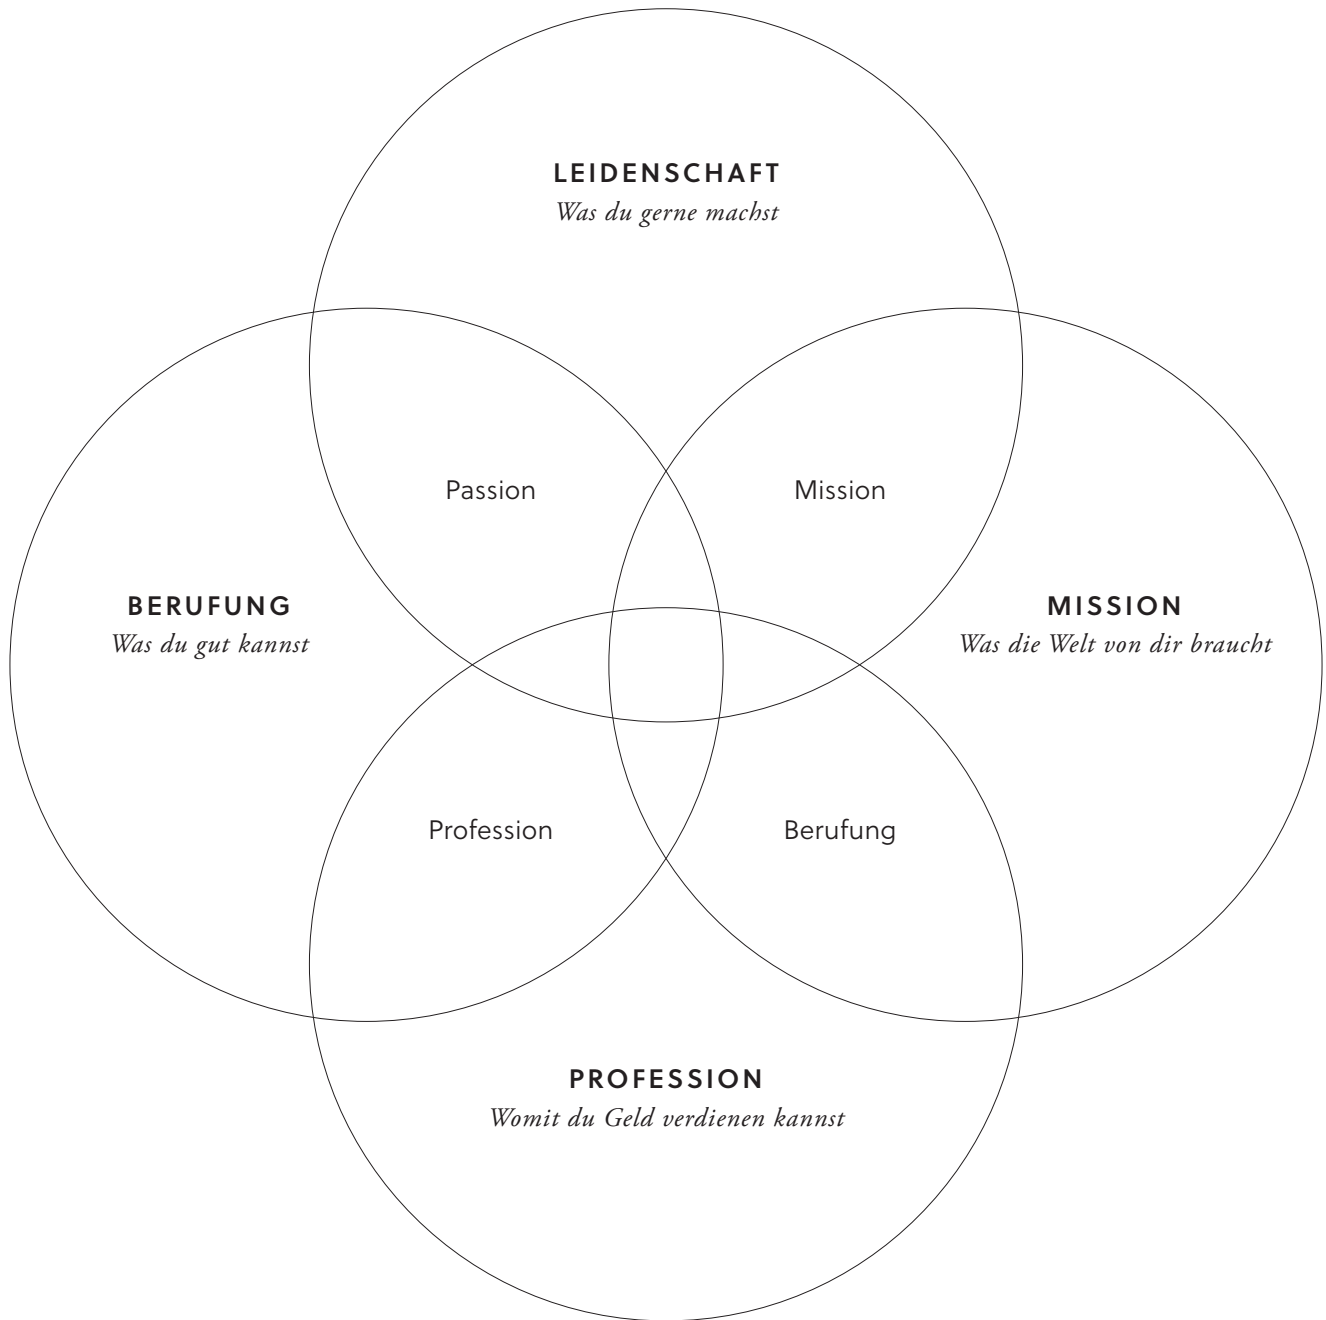 LEIDENSCHAFT
Was du gerne machst
Passion
Mission
BERUFUNG
Was du gut kannst
MISSION
Was die Welt von dir braucht
Profession
Berufung
PROFESSION
Womit du Geld verdienen kannst